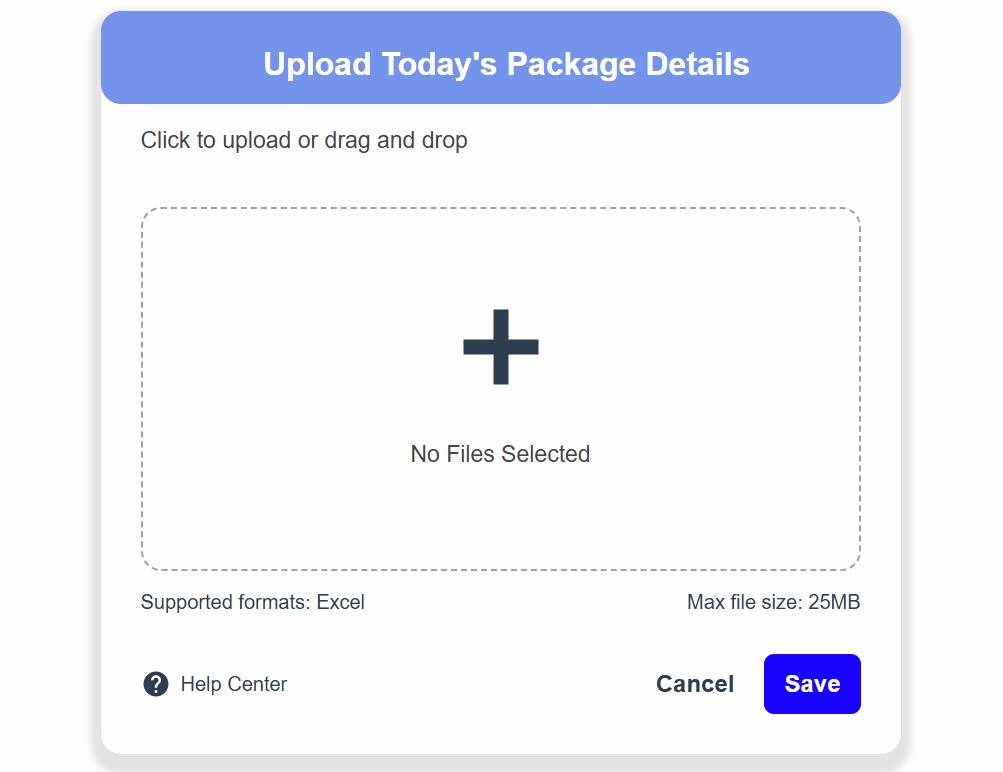 Upload Today's Package Details
Click to upload or drag and drop
No Files Selected
Supported formats: Excel
Max file size: 25MB
Help Center
Cancel
Save